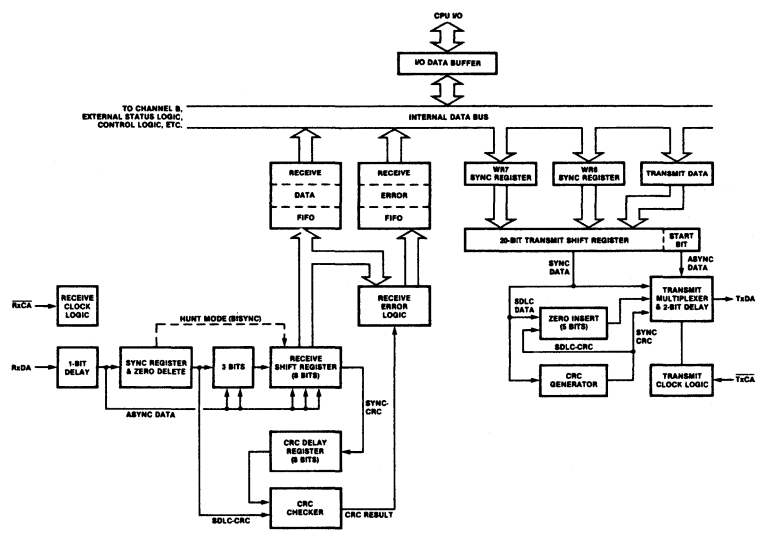 CPU I/O
I/O DATA BUFFER
TO CHANNEL B,
EXTERNAL STATUS LOGIC,
CONTROL LOGIC, ETC.
INTERNAL DATA BUS
RECEIVE
DATA
FIFO
RECEIVE
ERROR
FIFO
WR7
SYNC REGISTER
WR6
SYNC REGISTER
TRANSMIT DATA
20-BIT TRANSMIT SHIFT REGISTER
START
BIT
SYNC
DATA
ASYNC
DATA
RxCA
RECEIVE
CLOCK
LOGIC
RECEIVE
ERROR
LOGIC
SDLC
DATA
ZERO INSERT
(5 BITS)
TRANSMIT
MULTIPLEXER
& 2-BIT DELAY
TxDA
HUNT MODE (BISYNC)
SYNC
CRC
SDLC-CRC
RxDA
1-BIT
DELAY
SYNC REGISTER
& ZERO DELETE
3 BITS
RECEIVE
SHIFT REGISTER
(8 BITS)
CRC
GENERATOR
TRANSMIT
CLOCK LOGIC
TxCA
ASYNC DATA
SYNC-
CRC
CRC DELAY
REGISTER
(8 BITS)
CRC
CHECKER
SDLC-CRC
CRC RESULT